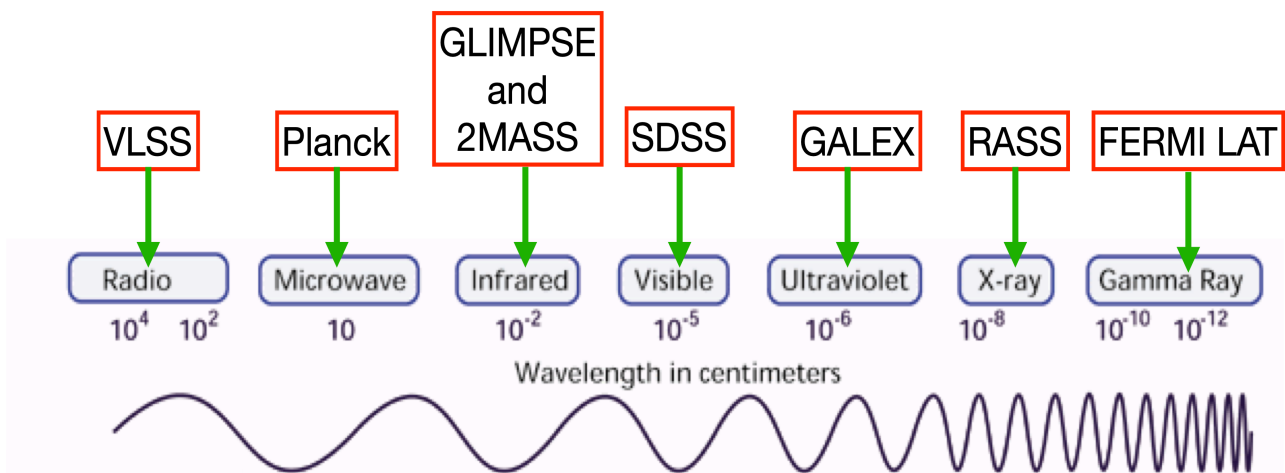 GLIMPSE
and
2MASS
VLSS Planck SDSS GALEX RASS FERMI LAT
Radio Microwave Infrared Visible Ultraviolet X-ray Gamma Ray
10⁴ 10² 10 10⁻² 10⁻⁵ 10⁻⁶ 10⁻⁸ 10⁻¹⁰ 10⁻¹²
Wavelength in centimeters